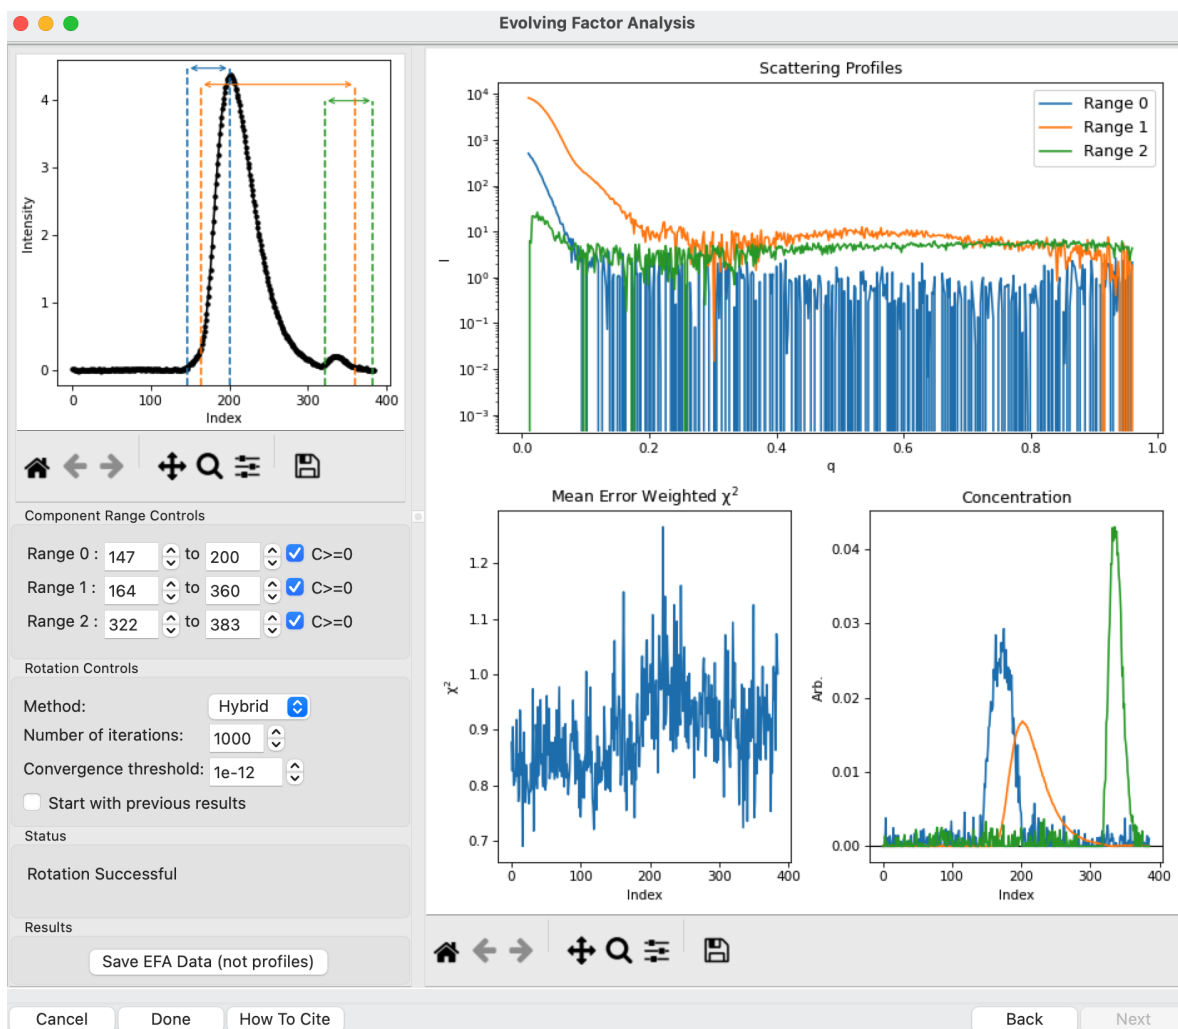 Evolving Factor Analysis
4
3
2
1
0
Intensity
0 100 200 300 400
Index
Component Range Controls
Range 0 : 147 to 200 C>=0
Range 1 : 164 to 360 C>=0
Range 2 : 322 to 383 C>=0
Rotation Controls
Method: Hybrid
Number of iterations: 1000
Convergence threshold: 1e-12
Start with previous results
Status
Rotation Successful
Results
Save EFA Data (not profiles)
Scattering Profiles
Range 0
Range 1
Range 2
10⁴
10³
10²
10¹
10⁰
10⁻¹
10⁻²
10⁻³
I
0.0 0.2 0.4 0.6 0.8 1.0
q
Mean Error Weighted χ²
1.2
1.1
1.0
0.9
0.8
0.7
χ²
0 100 200 300 400
Index
Concentration
0.04
0.03
0.02
0.01
0.00
Arb.
0 100 200 300 400
Index
Cancel Done How To Cite Back Next